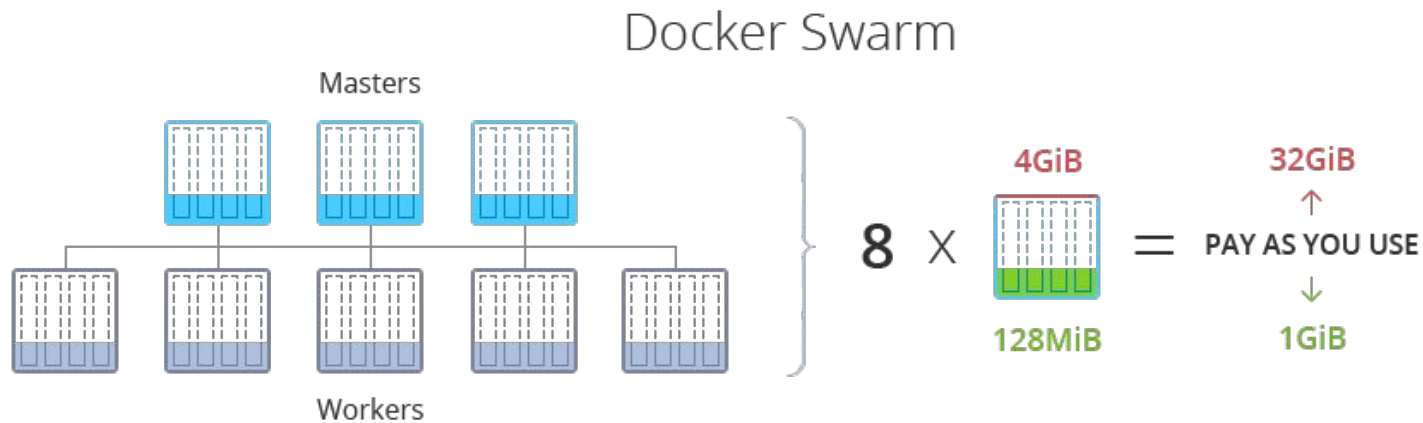 Docker Swarm
Masters
Workers
8 X
4GiB
128MiB
=
32GiB
PAY AS YOU USE
1GiB